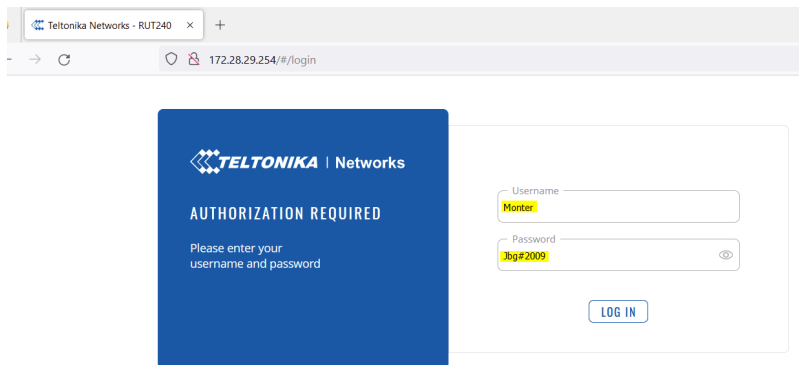 Teltonika Networks - RUT240
172.28.29.254/#/login
TELTONIKA | Networks
AUTHORIZATION REQUIRED
Please enter your
username and password
Username
Monter
Password
Jbg#2009
LOG IN